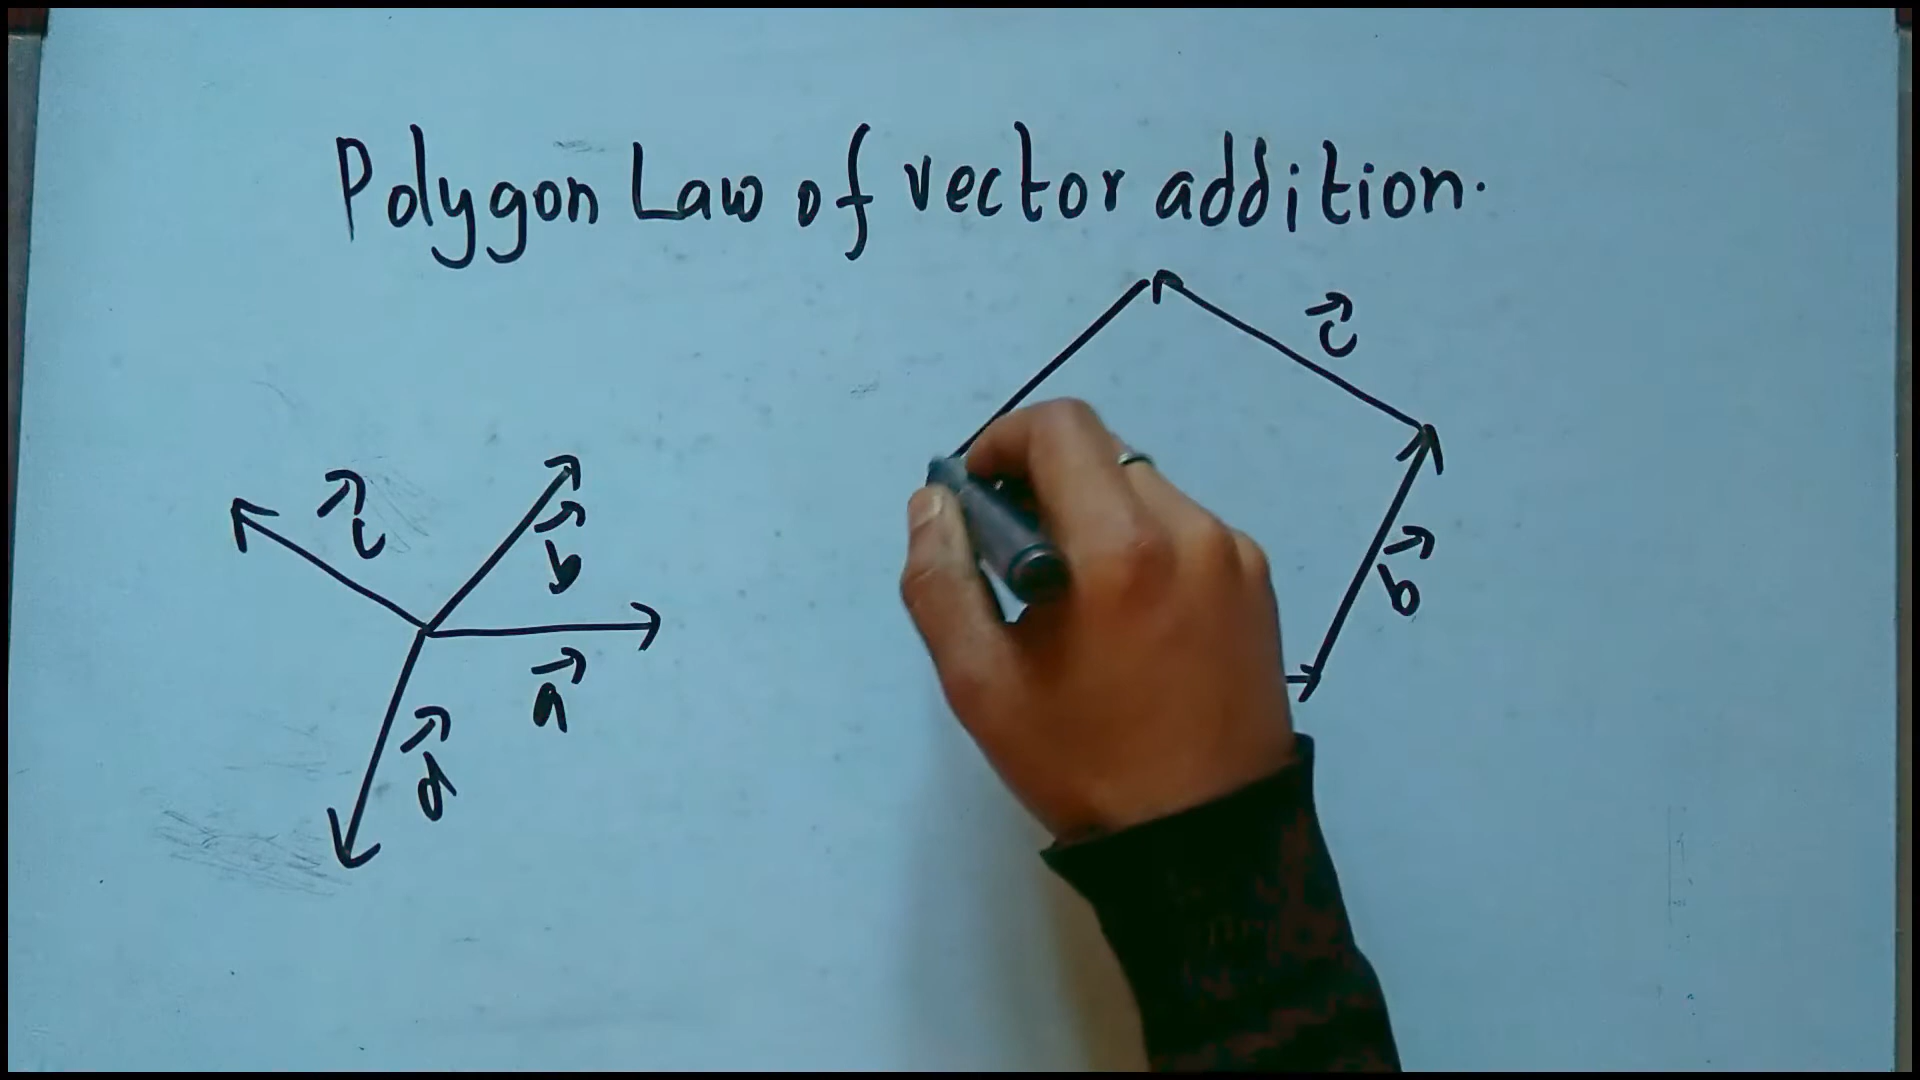 Polygon Law of vector addition.
c⃗
c⃗
b⃗
b⃗
a⃗
d⃗